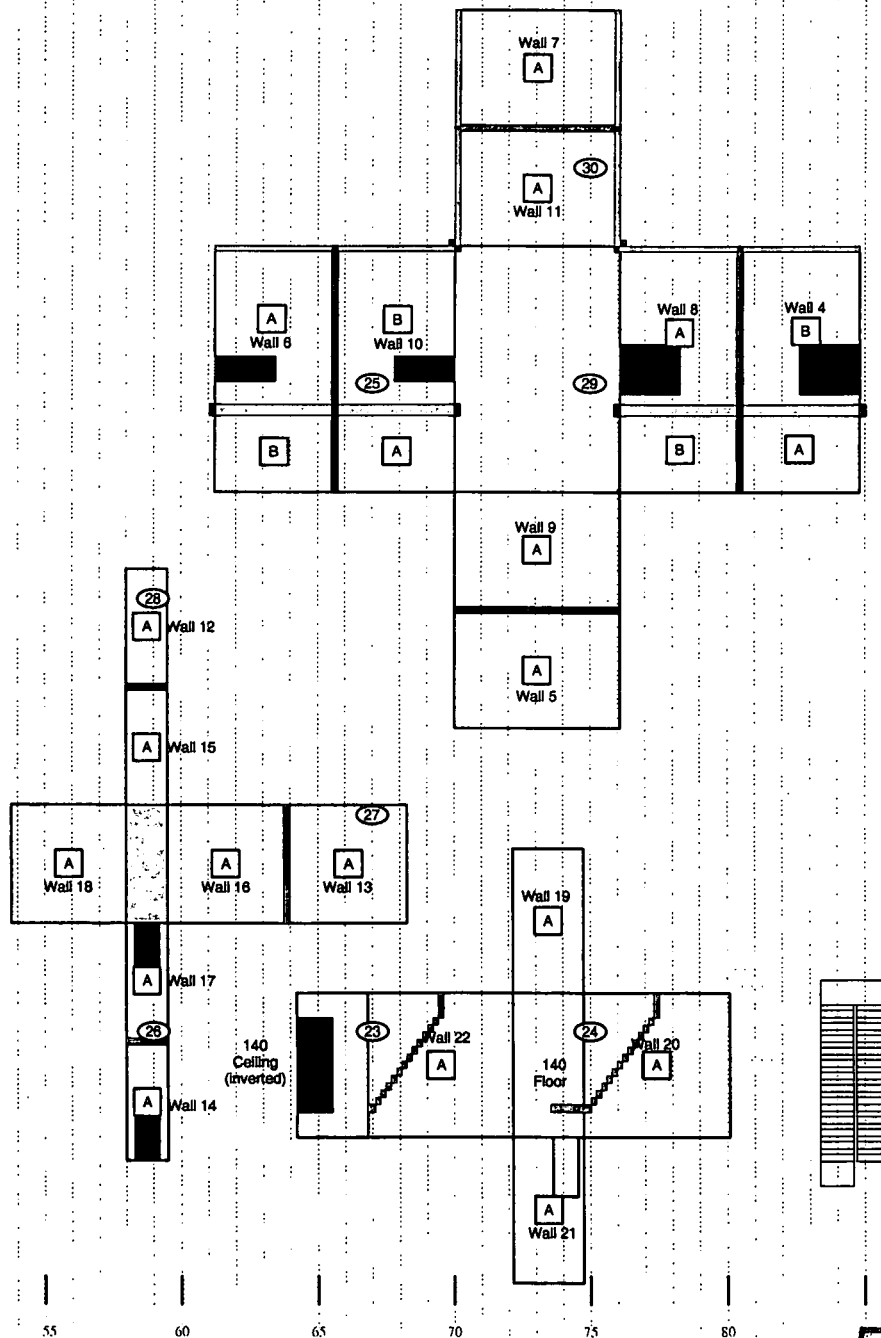 Wall 7
A
30
A
Wall 11
A
Wall 6
B
Wall 10
Wall 8
A
Wall 4
B
25
29
B
A
B
A
Wall 9
A
28
A
Wall 12
A
Wall 5
A
Wall 15
27
A
Wall 18
A
Wall 16
A
Wall 13
Wall 19
A
A
Wall 17
26
140
Ceiling
(inverted)
23
Wall 22
A
24
140
Floor
Wall 20
A
A
Wall 14
A
Wall 21
55 60 65 70 75 80